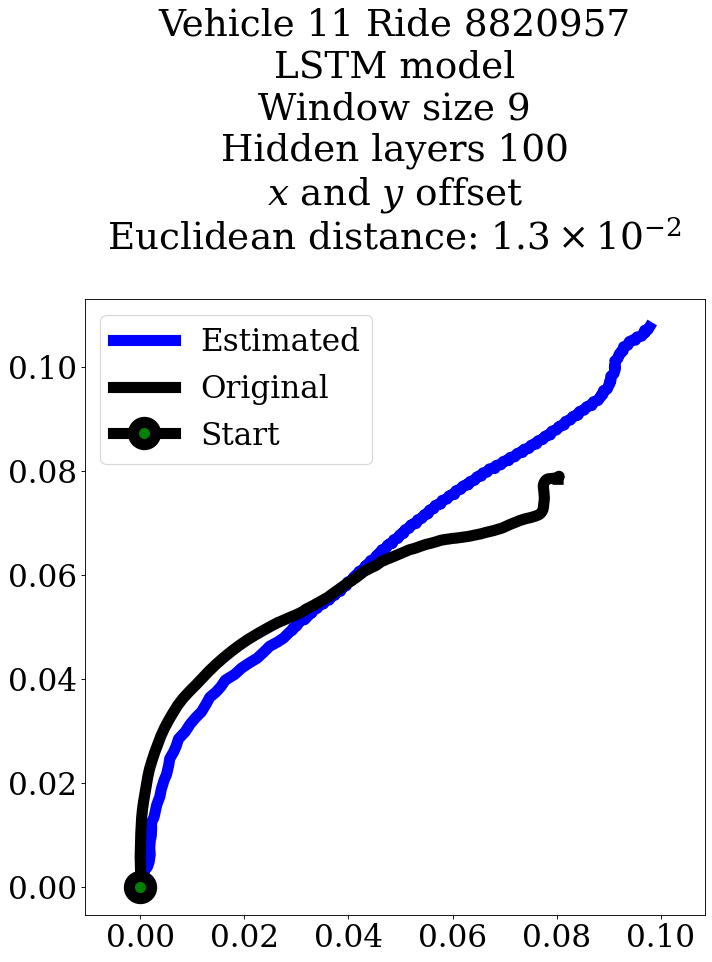 Vehicle 11 Ride 8820957
LSTM model
Window size 9
Hidden layers 100
x and y offset
Euclidean distance: 1.3 × 10⁻²
Estimated
Original
Start
0.10
0.08
0.06
0.04
0.02
0.00
0.00 0.02 0.04 0.06 0.08 0.10